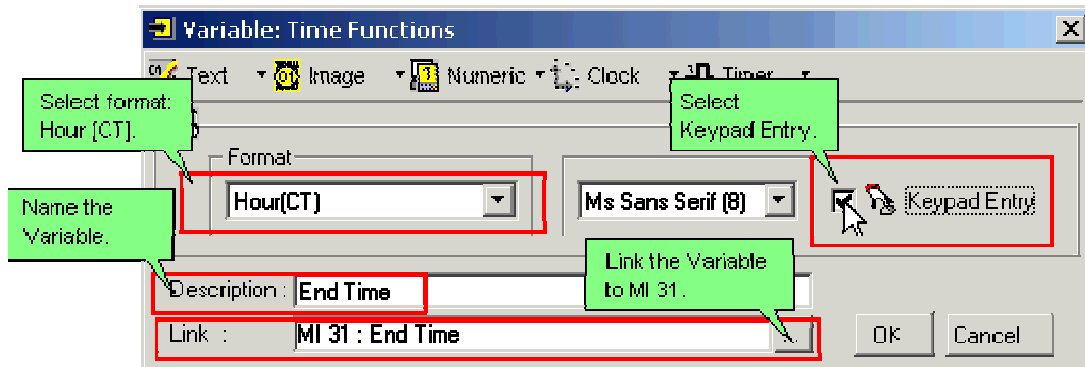 Variable: Time Functions
Text Image Numeric Clock Timer
Select format:
Hour (CT).
Select
Keypad Entry.
Format
Hour(CT)
Ms Sans Serif (8)
Keypad Entry
Name the
Variable.
Link the Variable
to MI 31.
Description : End Time
Link : MI 31 : End Time
OK Cancel